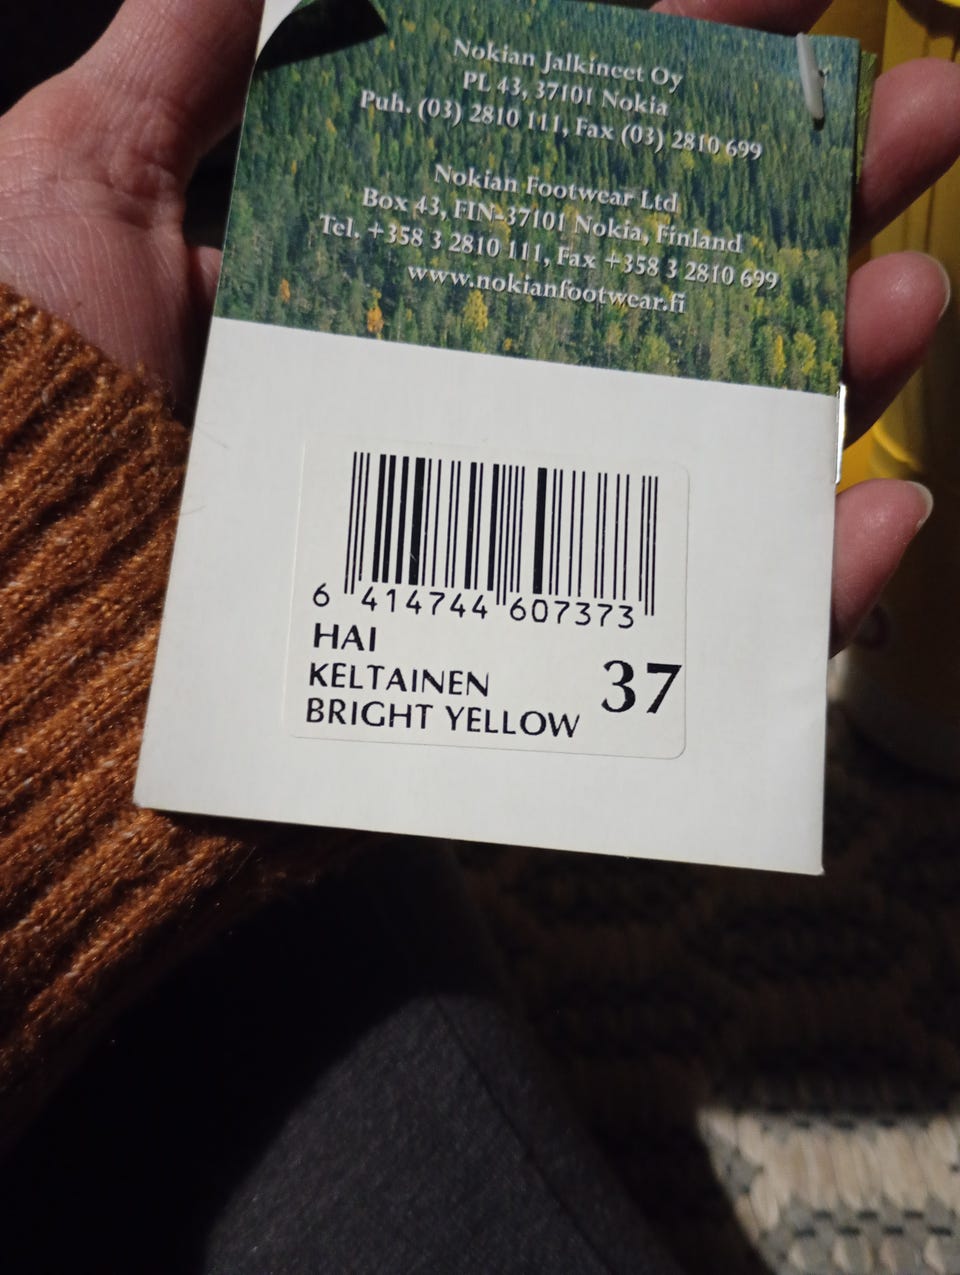 Nokian Jalkineet Oy
PL 43, 37101 Nokia
Puh. (03) 2810 111, Fax (03) 2810 699
Nokian Footwear Ltd
Box 43, FIN-37101 Nokia, Finland
Tel. +358 3 2810 111, Fax +358 3 2810 699
www.nokianfootwear.fi
6 414744 607373
HAI
KELTAINEN
BRIGHT YELLOW
37